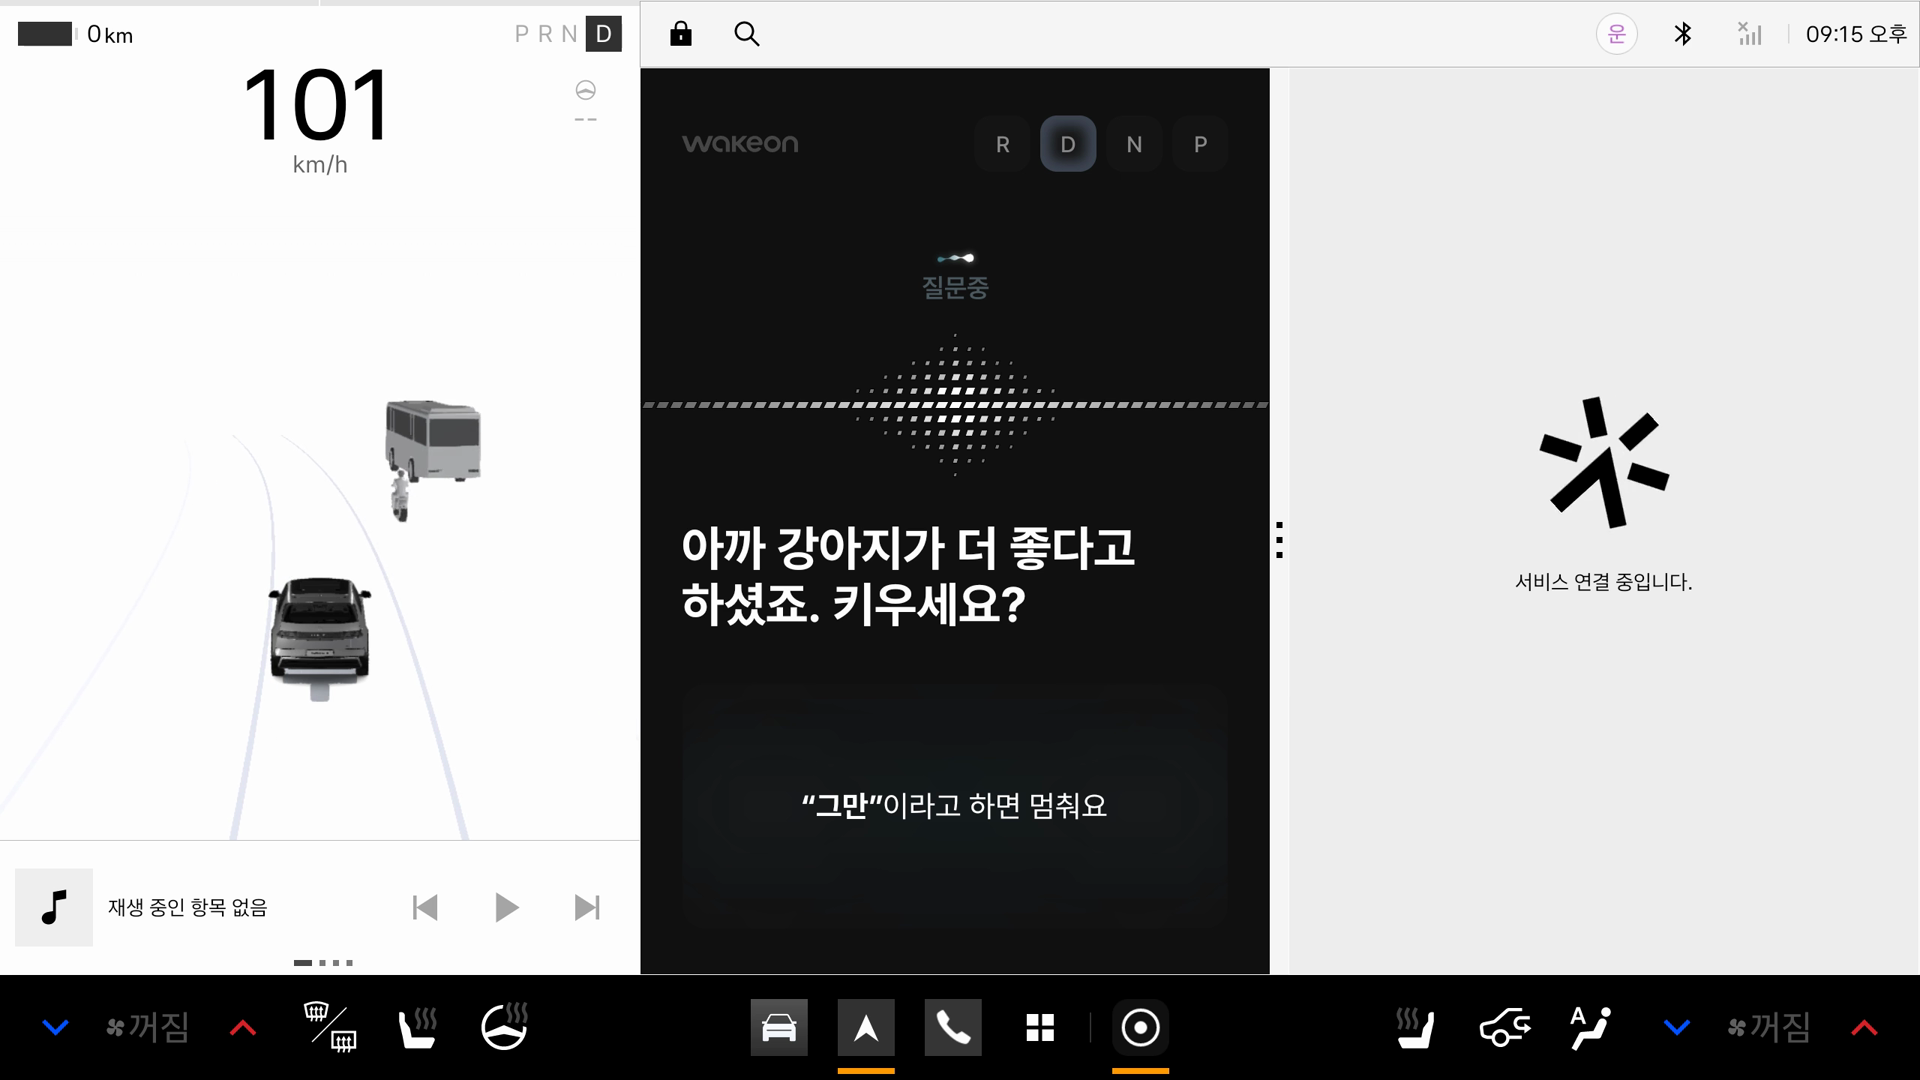 0 km
P R N D
101
km/h
--
재생 중인 항목 없음
운
09:15 오후
wakeon
R D N P
질문중
아까 강아지가 더 좋다고
하셨죠. 키우세요?
“그만”이라고 하면 멈춰요
서비스 연결 중입니다.
꺼짐
A
꺼짐